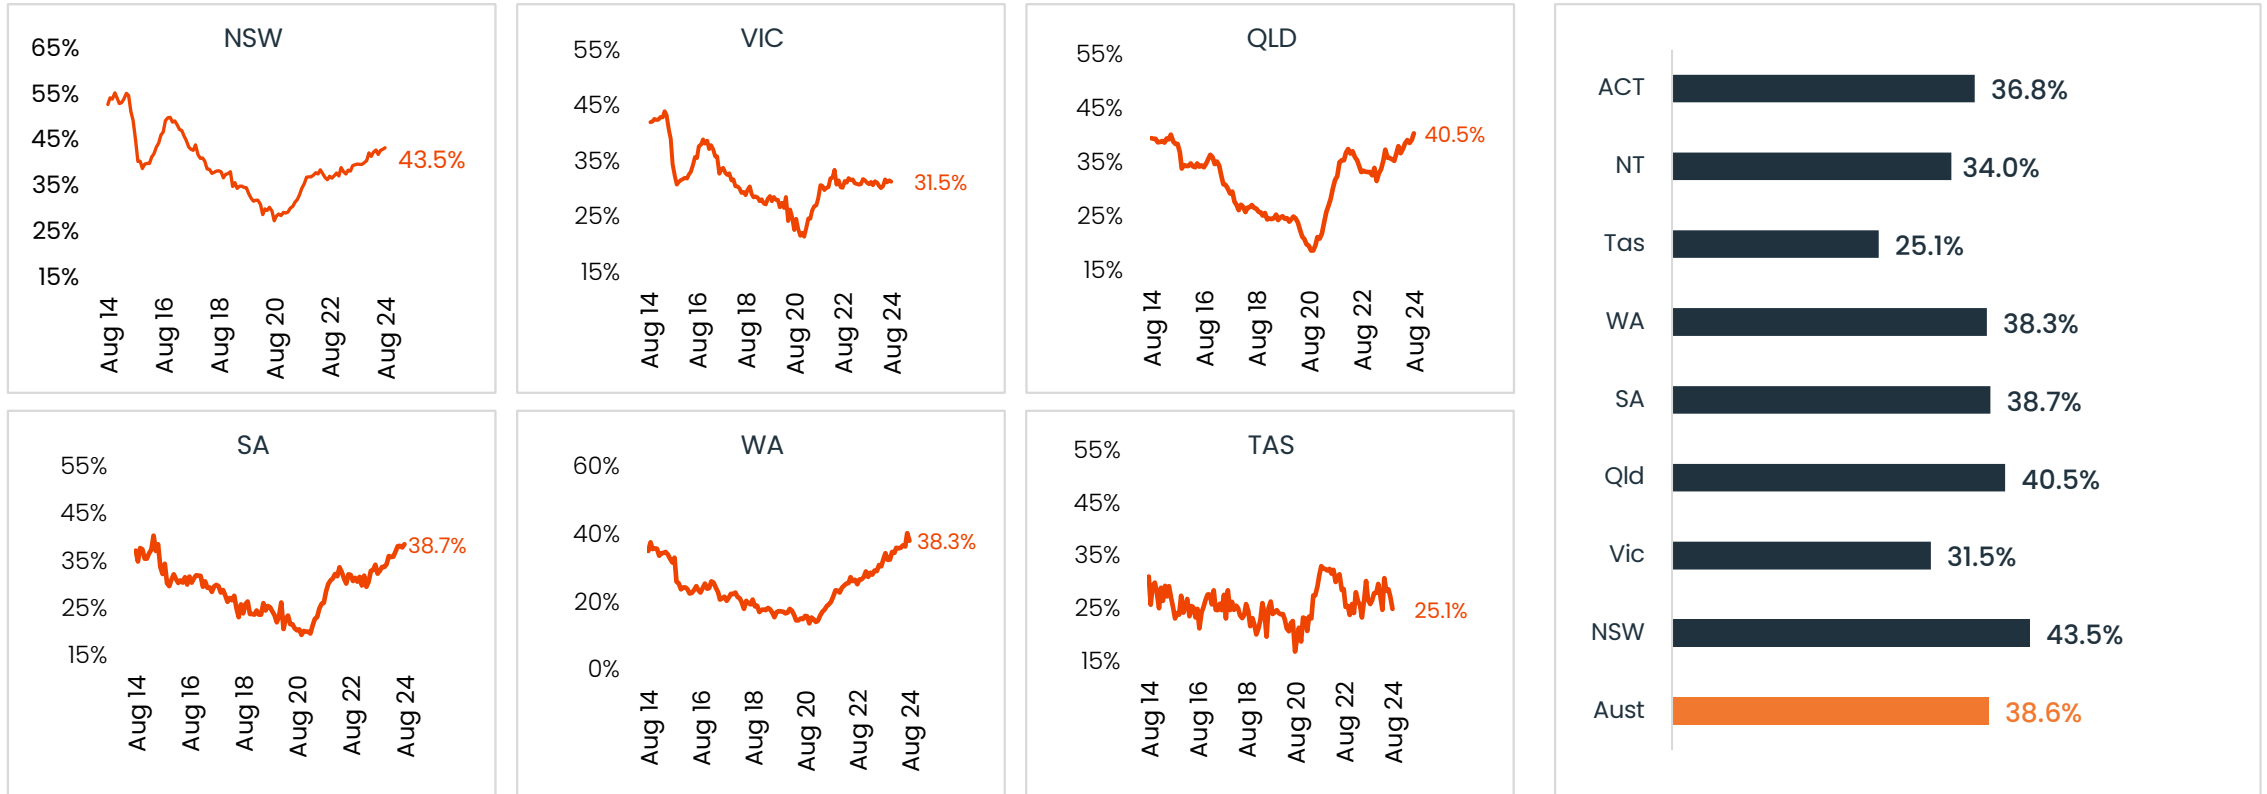 NSW
65%
55%
45%
35%
25%
15%
43.5%
Aug 14
Aug 16
Aug 18
Aug 20
Aug 22
Aug 24
VIC
55%
45%
35%
25%
15%
31.5%
Aug 14
Aug 16
Aug 18
Aug 20
Aug 22
Aug 24
QLD
55%
45%
35%
25%
15%
40.5%
Aug 14
Aug 16
Aug 18
Aug 20
Aug 22
Aug 24
SA
55%
45%
35%
25%
15%
38.7%
Aug 14
Aug 16
Aug 18
Aug 20
Aug 22
Aug 24
WA
60%
40%
20%
0%
38.3%
Aug 14
Aug 16
Aug 18
Aug 20
Aug 22
Aug 24
TAS
55%
45%
35%
25%
15%
25.1%
Aug 14
Aug 16
Aug 18
Aug 20
Aug 22
Aug 24
ACT 36.8%
NT 34.0%
Tas 25.1%
WA 38.3%
SA 38.7%
Qld 40.5%
Vic 31.5%
NSW 43.5%
Aust 38.6%